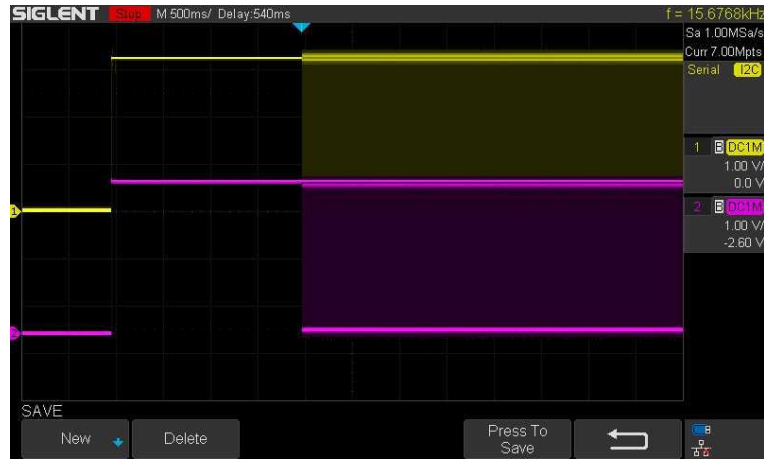 SIGLENT Stop M 500ms/ Delay:540ms f = 15.6768kHz
Sa 1.00MSa/s
Curr 7.00Mpts
Serial I2C
1 B DC1M
1.00 V/
0.0 V
2 B DC1M
1.00 V/
-2.60 V
1
2
SAVE
New Delete Press To Save